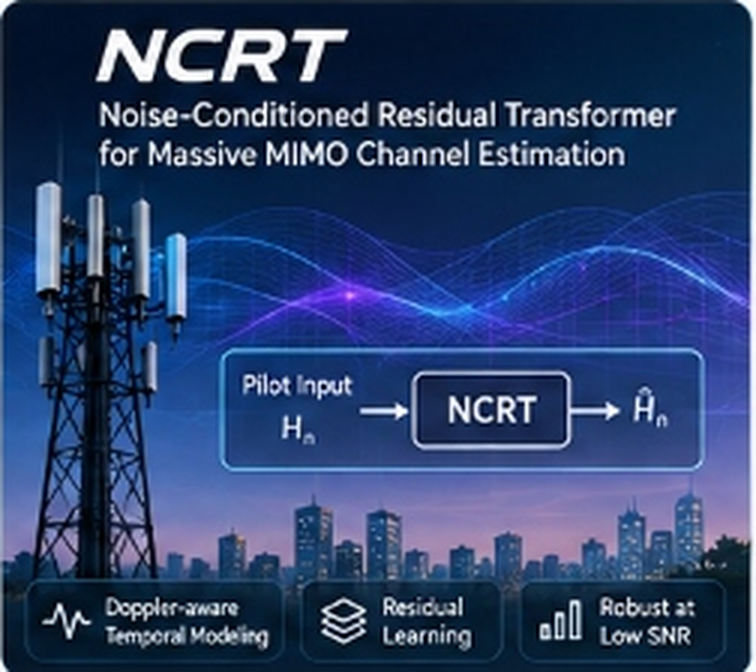 NCRT
Noise-Conditioned Residual Transformer
for Massive MIMO Channel Estimation
Pilot Input
Hₙ
NCRT
Ĥₙ
Doppler-aware
Temporal Modeling
Residual
Learning
Robust at
Low SNR